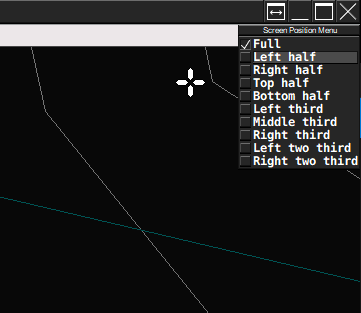 Screen Position Menu
Full
Left half
Right half
Top half
Bottom half
Left third
Middle third
Right third
Left two third
Right two third